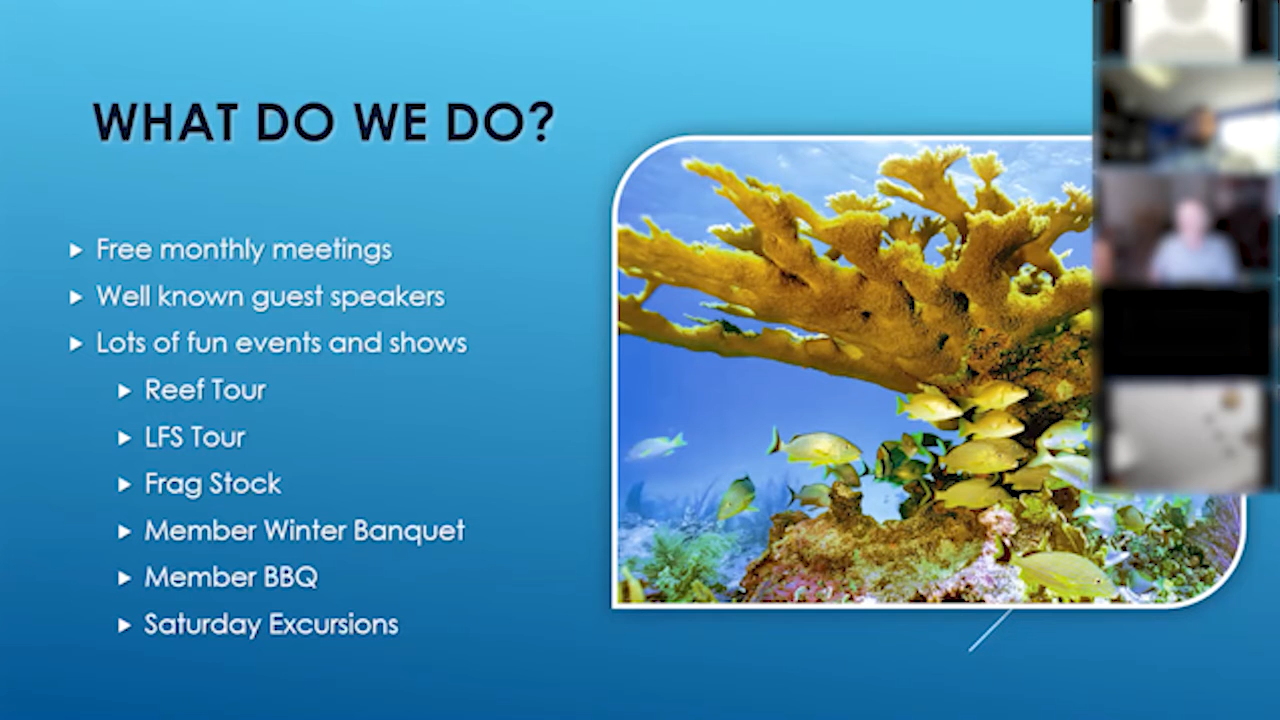 WHAT DO WE DO?
Free monthly meetings
Well known guest speakers
Lots of fun events and shows
Reef Tour
LFS Tour
Frag Stock
Member Winter Banquet
Member BBQ
Saturday Excursions